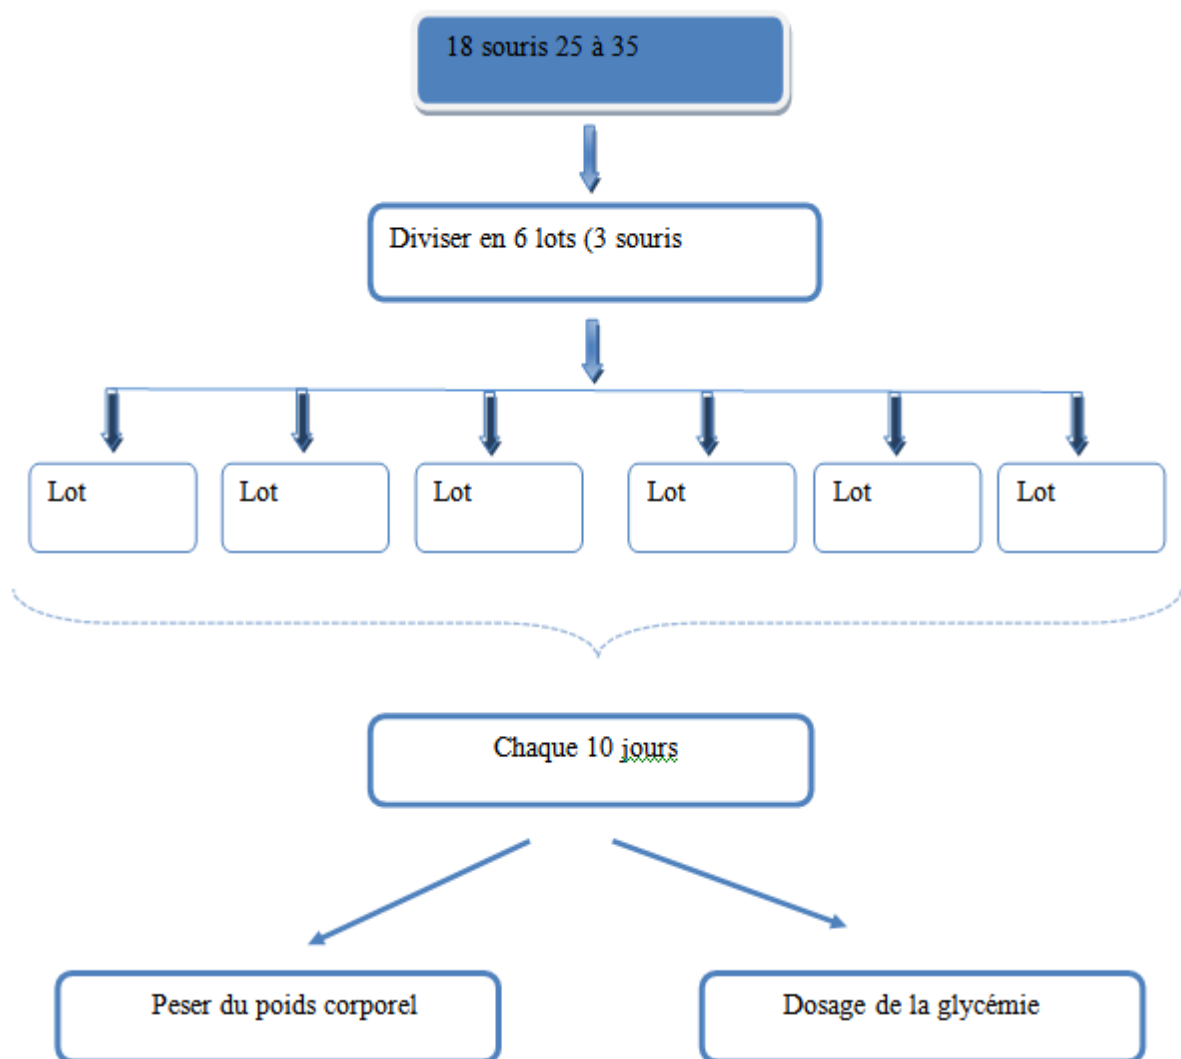 18 souris 25 à 35
Diviser en 6 lots (3 souris
Lot
Lot
Lot
Lot
Lot
Lot
Chaque 10 jours
Peser du poids corporel
Dosage de la glycémie